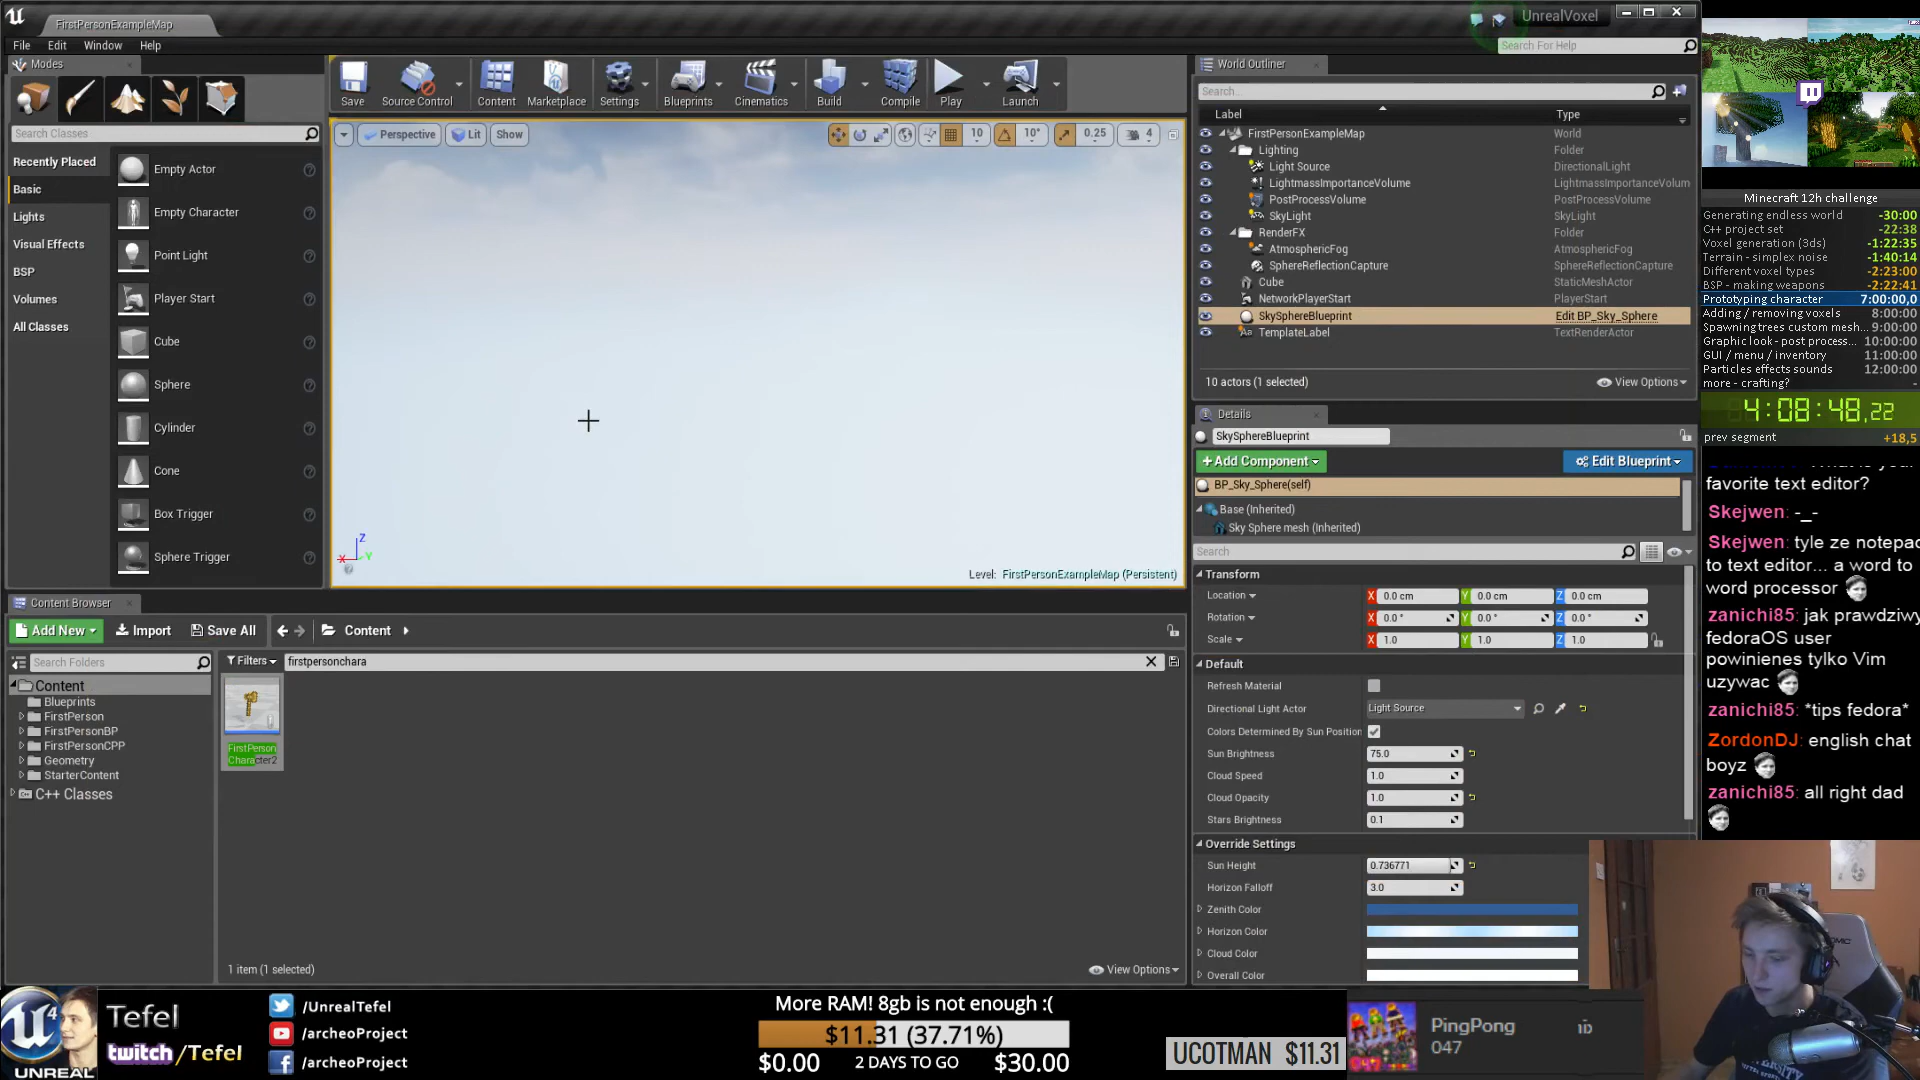 FirstPersonExampleMap
UnrealVoxel
File Edit Window Help
Search For Help
Modes
Search Classes
Recently Placed
Basic
Lights
Visual Effects
BSP
Volumes
All Classes
Empty Actor
Empty Character
Point Light
Player Start
Cube
Sphere
Cylinder
Cone
Box Trigger
Sphere Trigger
Save Source Control Content Marketplace Settings Blueprints Cinematics Build Compile Play Launch
Perspective Lit Show 10 10° 0.25 4
Z
X Y
Level: FirstPersonExampleMap (Persistent)
World Outliner
Search...
Label Type
FirstPersonExampleMap World
Lighting Folder
Light Source DirectionalLight
LightmassImportanceVolume LightmassImportanceVolum
PostProcessVolume PostProcessVolume
SkyLight SkyLight
RenderFX Folder
AtmosphericFog AtmosphericFog
SphereReflectionCapture SphereReflectionCapture
Cube StaticMeshActor
NetworkPlayerStart PlayerStart
SkySphereBlueprint Edit BP_Sky_Sphere
TemplateLabel TextRenderActor
10 actors (1 selected) View Options
Details
SkySphereBlueprint
+Add Component Edit Blueprint
BP_Sky_Sphere(self)
Base (Inherited)
Sky Sphere mesh (Inherited)
Search
Transform
Location X 0.0 cm Y 0.0 cm Z 0.0 cm
Rotation X 0.0 ° Y 0.0 ° Z 0.0 °
Scale X 1.0 Y 1.0 Z 1.0
Default
Refresh Material
Directional Light Actor Light Source
Colors Determined By Sun Position
Sun Brightness 75.0
Cloud Speed 1.0
Cloud Opacity 1.0
Stars Brightness 0.1
Override Settings
Sun Height 0.736771
Horizon Falloff 3.0
Zenith Color
Horizon Color
Cloud Color
Overall Color
Content Browser
Add New Import Save All Content
Search Folders
Filters firstpersonchara
Content
Blueprints
FirstPerson
FirstPersonBP
FirstPersonCPP
Geometry
StarterContent
C++ Classes
FirstPerson
Character2
1 item (1 selected) View Options
Minecraft 12h challenge
Generating endless world -30:00
C++ project set -22:38
Voxel generation (3ds) -1:22:35
Terrain - simplex noise -1:40:14
Different voxel types -2:23:00
BSP - making weapons -2:22:41
Prototyping character 7:00:00,0
Adding / removing voxels 8:00:00
Spawning trees custom mesh... 9:00:00
Graphic look - post process... 10:00:00
GUI / menu / inventory 11:00:00
Particles effects sounds 12:00:00
more - crafting? -
4:08:48,22
prev segment +18,5
favorite text editor?
Skejwen: -_-
Skejwen: tyle ze notepad
to text editor... a word to
word processor
zanichi85: jak prawdziwy
fedoraOS user
powinienes tylko Vim
uzywac
zanichi85: *tips fedora*
ZordonDJ: english chat
boyz
zanichi85: all right dad
4
UNREAL
Tefel
twitch/Tefel
/UnrealTefel
/archeoProject
/archeoProject
More RAM! 8gb is not enough :(
$11.31 (37.71%)
$0.00 2 DAYS TO GO $30.00
UCOTMAN $11.31
PingPong
047